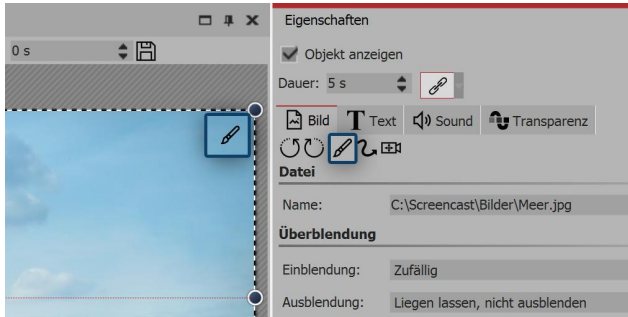 Eigenschaften
0 s
Objekt anzeigen
Dauer: 5 s
Bild Text Sound Transparenz
Datei
Name: C:\Screencast\Bilder\Meer.jpg
Überblendung
Einblendung: Zufällig
Ausblendung: Liegen lassen, nicht ausblenden